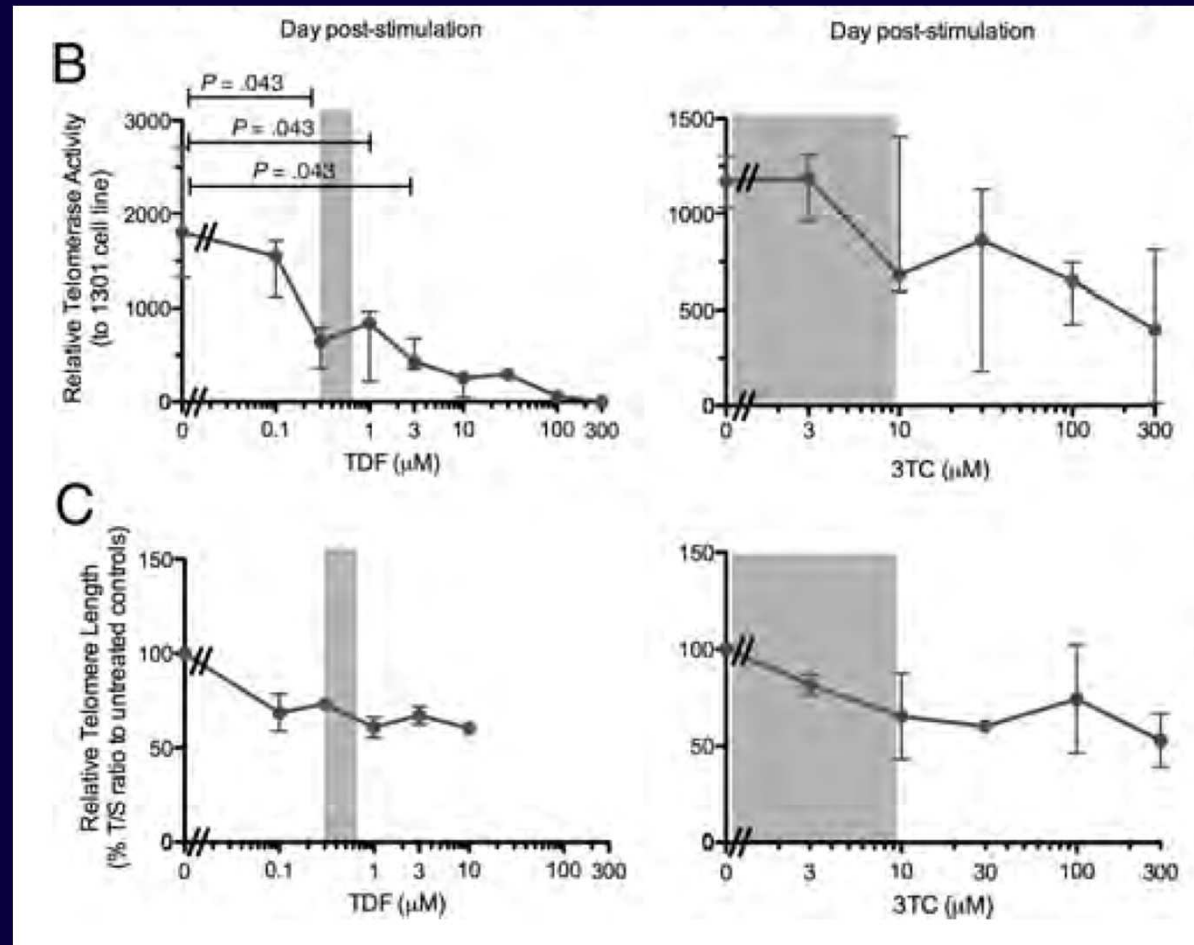 Day post-stimulation
Day post-stimulation
B
P = .043
P = .043
P = .043
Relative Telomerase Activity
(to 1301 cell line)
3000
2000
1000
0
0 0.1 1 3 10 100 300
TDF (μM)
1500
1000
500
0
0 3 10 30 100 300
3TC (μM)
C
Relative Telomere Length
(% T/S ratio to untreated controls)
150
100
50
0
0 0.1 1 3 10 100 300
TDF (μM)
150
100
50
0
0 3 10 30 100 300
3TC (μM)